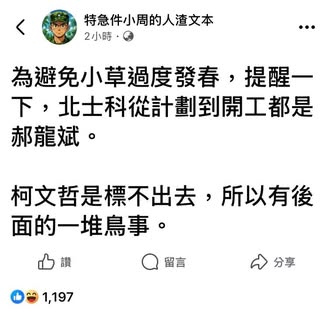 特急件小周的人渣文本
2小時·
為避免小草過度發春，提醒一
下，北士科從計劃到開工都是
郝龍斌。
柯文哲是標不出去，所以有後
面的一堆鳥事。
讚 留言 分享
1,197